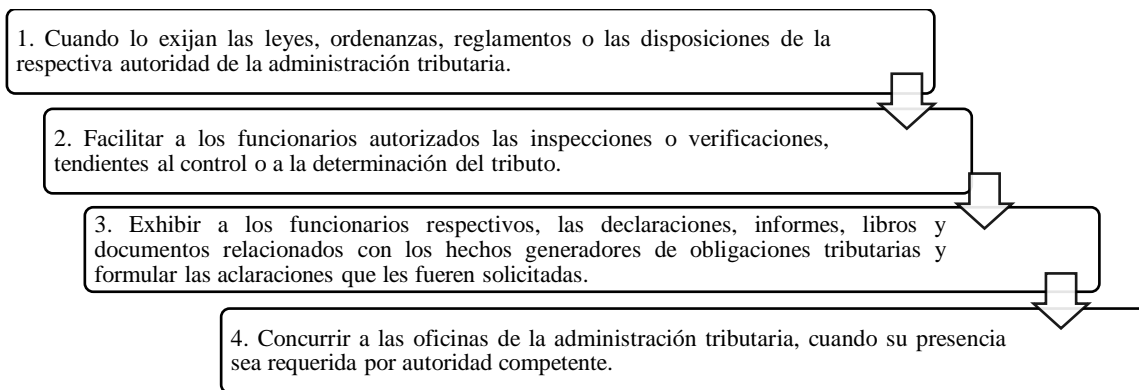 1. Cuando lo exijan las leyes, ordenanzas, reglamentos o las disposiciones de la
respectiva autoridad de la administración tributaria.
2. Facilitar a los funcionarios autorizados las inspecciones o verificaciones,
tendientes al control o a la determinación del tributo.
3. Exhibir a los funcionarios respectivos, las declaraciones, informes, libros y
documentos relacionados con los hechos generadores de obligaciones tributarias y
formular las aclaraciones que les fueren solicitadas.
4. Concurrir a las oficinas de la administración tributaria, cuando su presencia
sea requerida por autoridad competente.